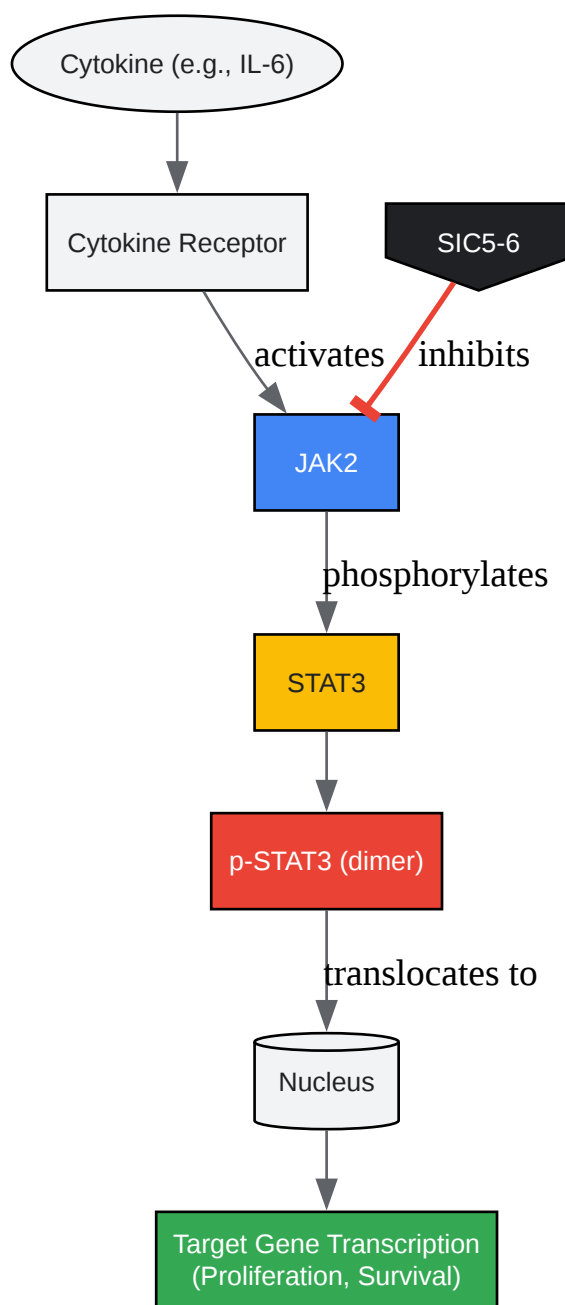 Cytokine (e.g., IL-6)
Cytokine Receptor
SIC5-6
activates
inhibits
JAK2
phosphorylates
STAT3
p-STAT3 (dimer)
translocates to
Nucleus
Target Gene Transcription
(Proliferation, Survival)